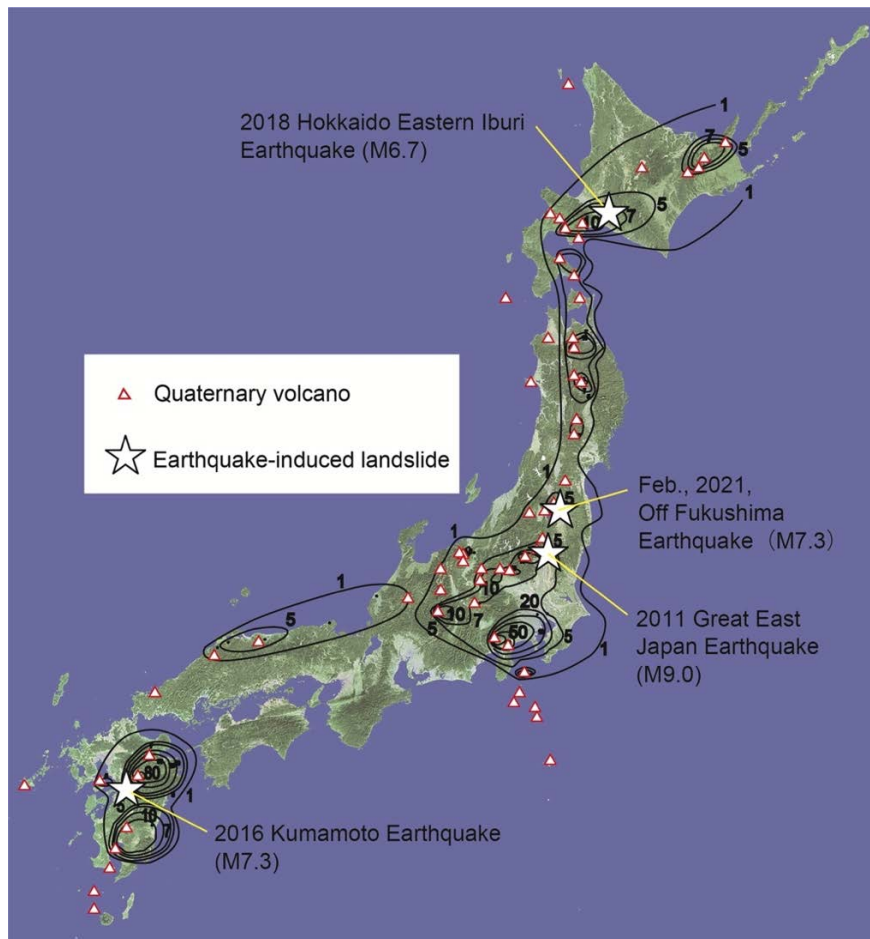 1
2018 Hokkaido Eastern Iburi
Earthquake (M6.7)
7
5
5
1
10
7
Quaternary volcano
Earthquake-induced landslide
1
5
Feb., 2021,
Off Fukushima
Earthquake (M7.3)
1
5
1
10
20
5
10
7
5
50
5
1
2011 Great East
Japan Earthquake
(M9.0)
80
1
5
10
7
2016 Kumamoto Earthquake
(M7.3)